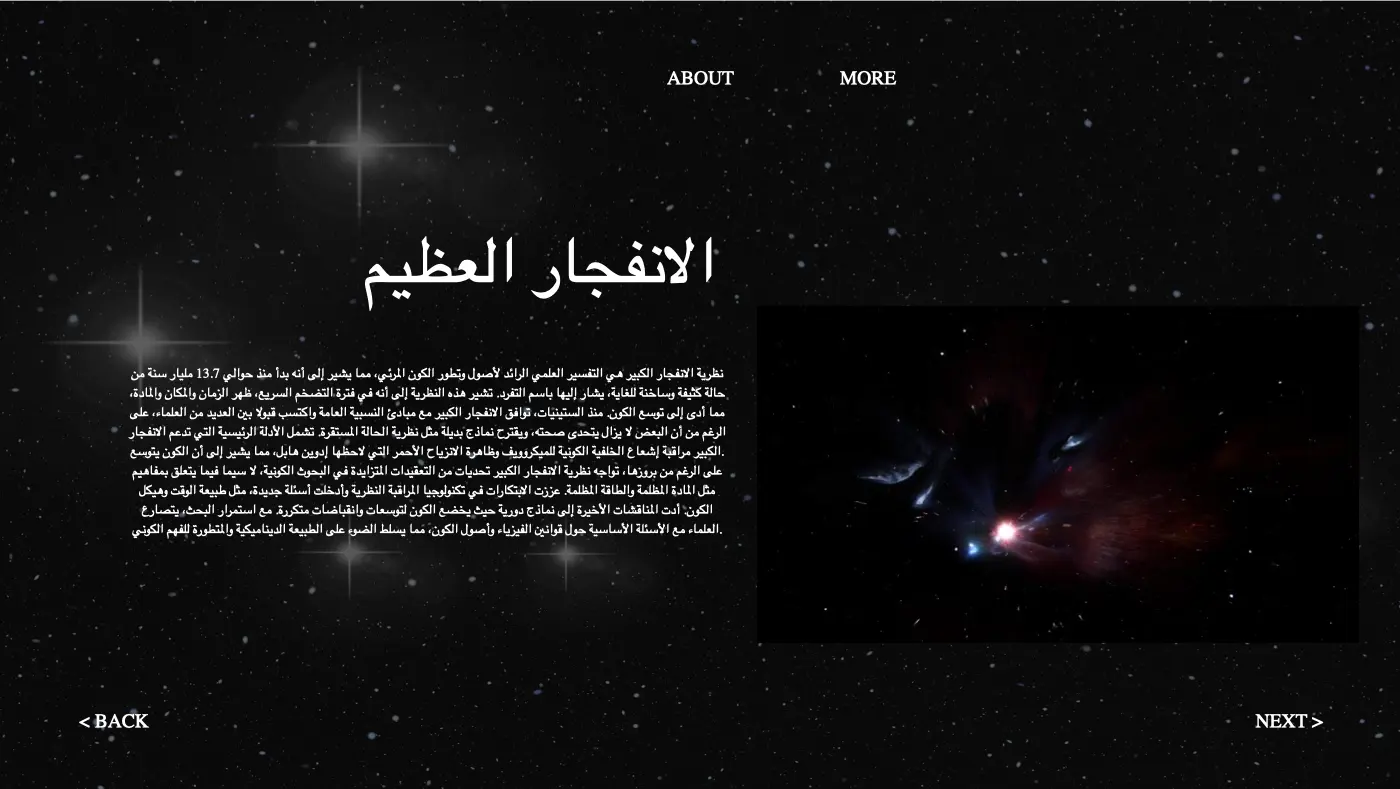 ABOUT
MORE
الانفجار العظيم
نظرية الانفجار الكبير هي التفسير العلمي الرائد لأصول وتطور الكون المرئي، مما يشير إلى أنه بدأ منذ حوالي 13.7 مليار سنة من
حالة كثيفة وساخنة للغاية، يشار إليها باسم التفرد. تشير هذه النظرية إلى أنه في فترة التضخم السريع، ظهر الزمان والمكان والمادة،
مما أدى إلى توسع الكون. منذ الستينيات، توافق الانفجار الكبير مع مبادئ النسبية العامة واكتسب قبولا بين العديد من العلماء، على
الرغم من أن البعض لا يزال يتحدى صحته، ويقترح نماذج بديلة مثل نظرية الحالة المستقرة. تشمل الأدلة الرئيسية التي تدعم الانفجار
.الكبير مراقبة إشعاع الخلفية الكونية للميكروويف وظاهرة الانزياح الأحمر التي لاحظها إدوين هابل، مما يشير إلى أن الكون يتوسع
على الرغم من بروزها، تواجه نظرية الانفجار الكبير تحديات من التعقيدات المتزايدة في البحوث الكونية، لا سيما فيما يتعلق بمفاهيم
مثل المادة المظلمة والطاقة المظلمة. عززت الابتكارات في تكنولوجيا المراقبة النظرية وأدخلت أسئلة جديدة، مثل طبيعة الوقت وهيكل
الكون. أدت المناقشات الأخيرة إلى نماذج دورية حيث يخضع الكون لتوسعات وانقباضات متكررة. مع استمرار البحث، يتصارع
.العلماء مع الأسئلة الأساسية حول قوانين الفيزياء وأصول الكون، مما يسلط الضوء على الطبيعة الديناميكية والمتطورة للفهم الكوني
< BACK
NEXT >